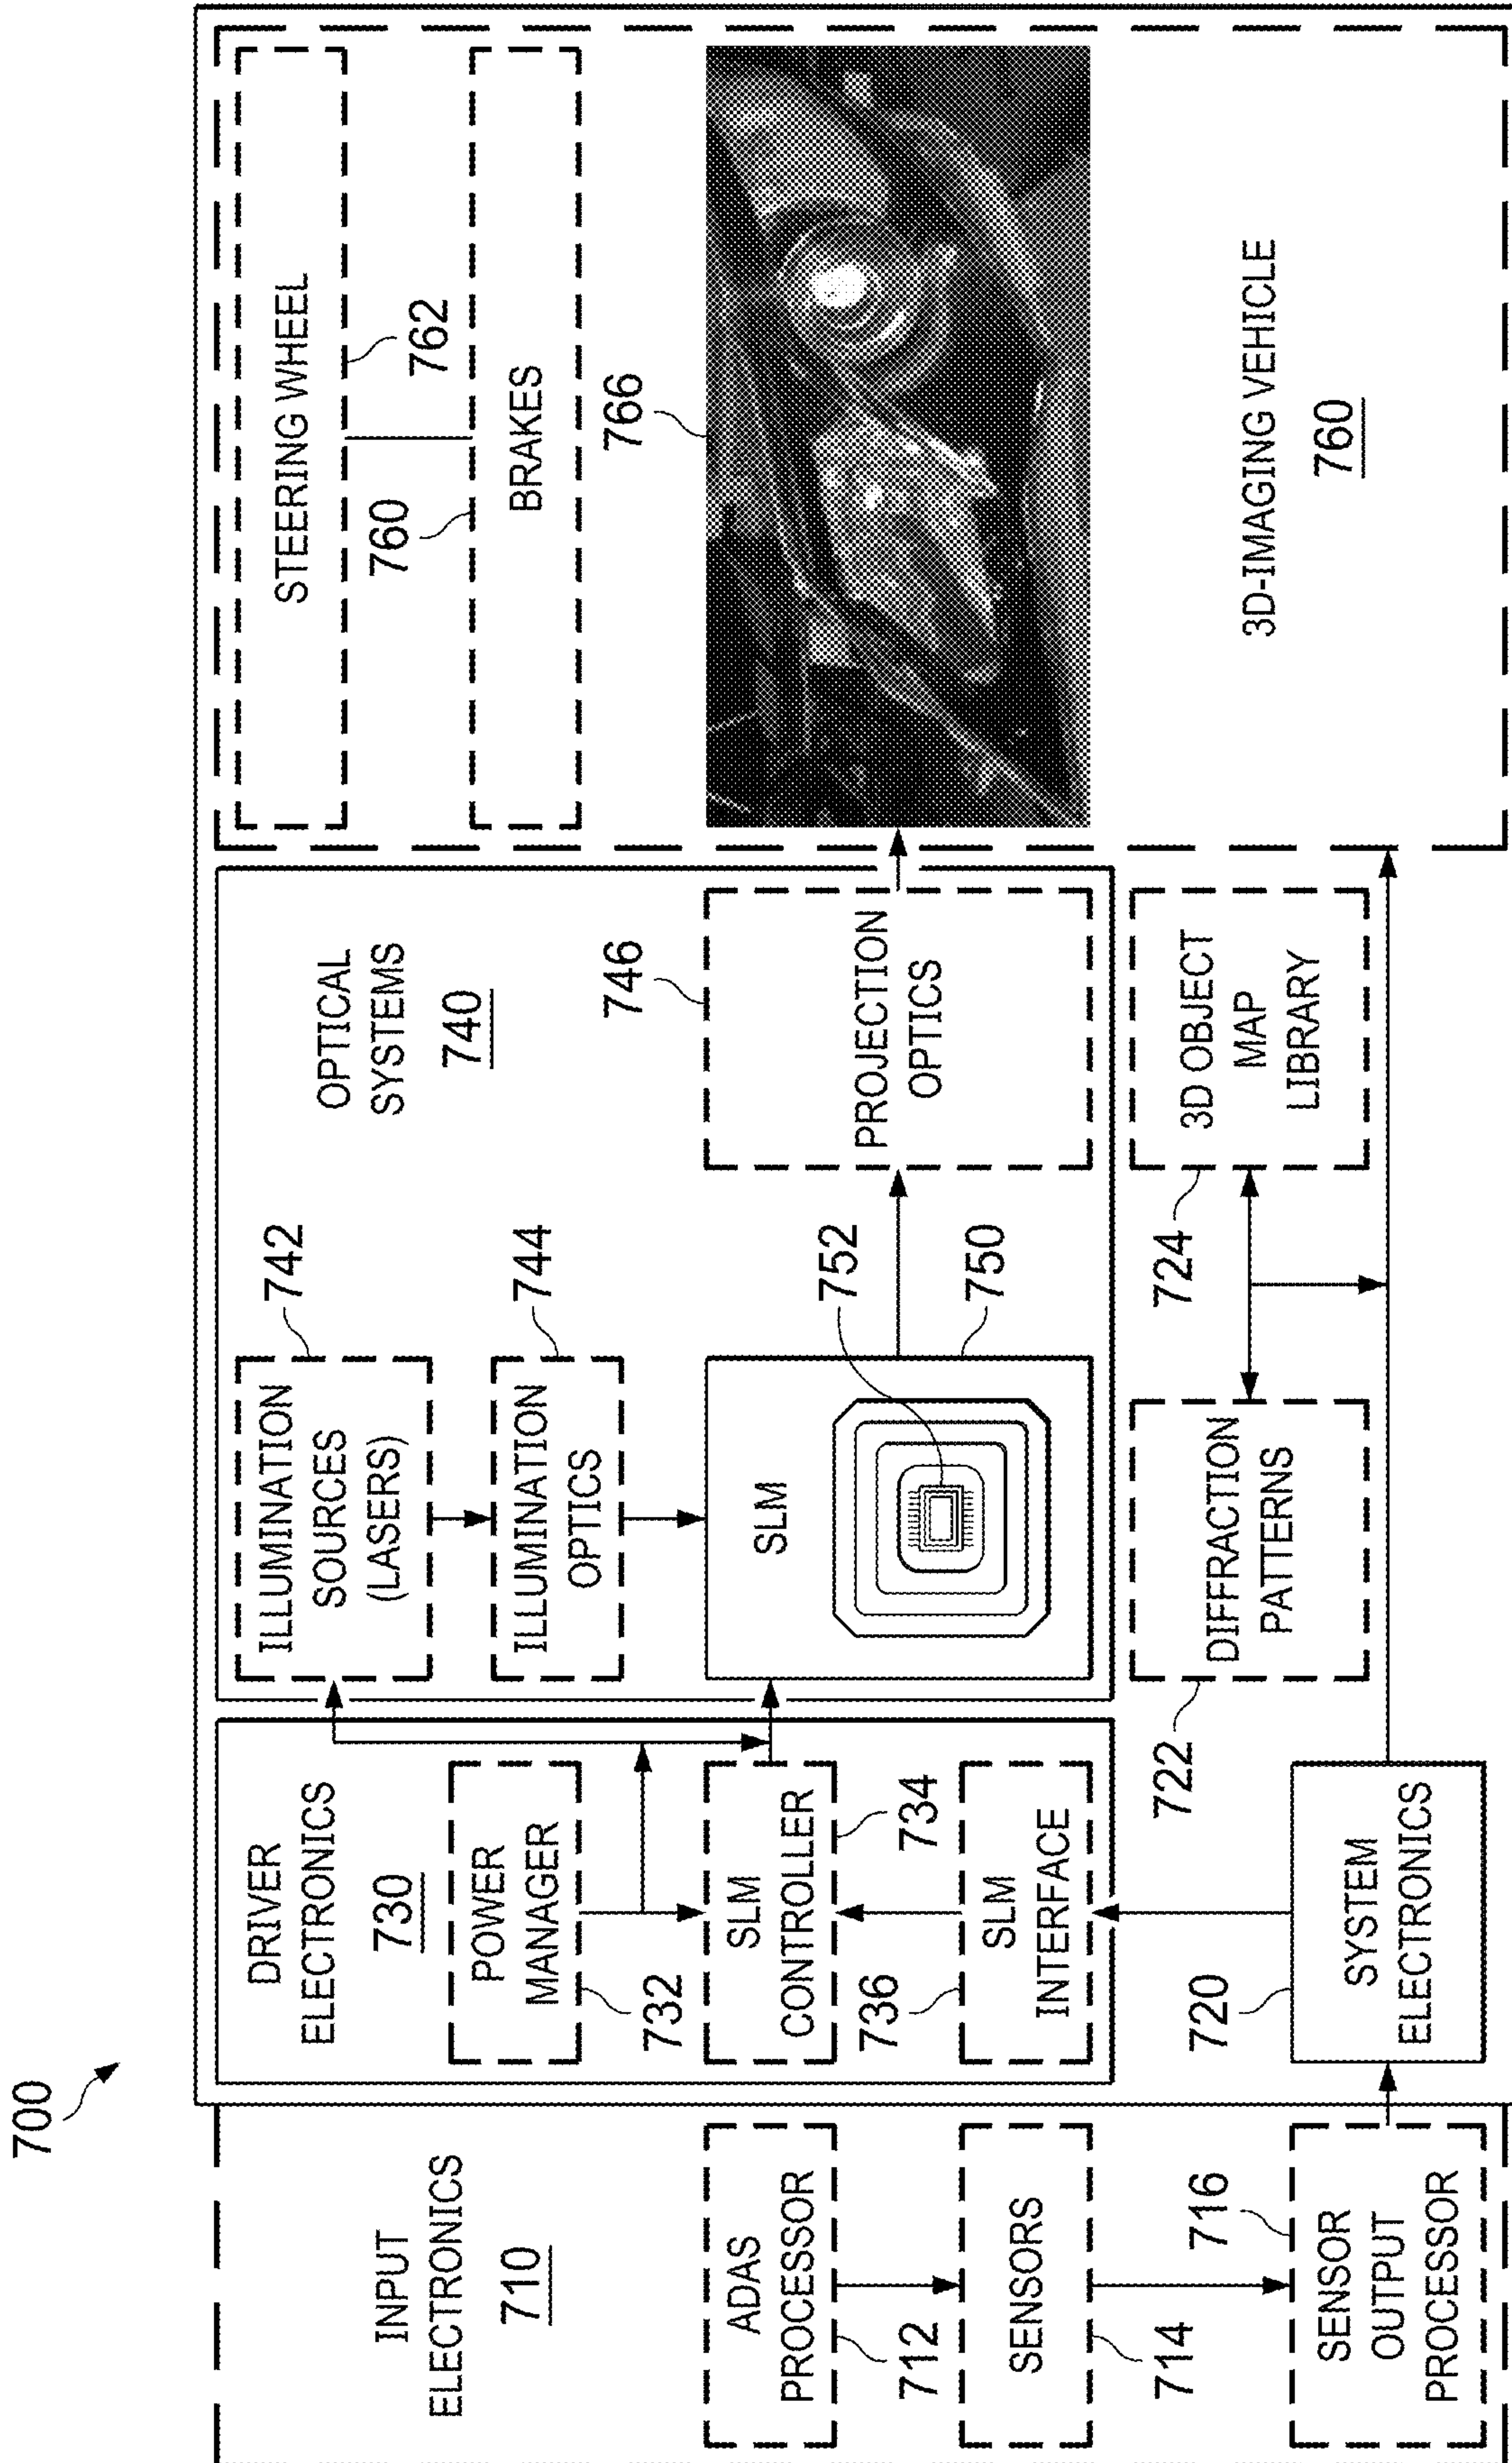 700
INPUT
ELECTRONICS
710
ADAS
PROCESSOR
712
SENSORS
714
716
SENSOR
OUTPUT
PROCESSOR
DRIVER
ELECTRONICS
730
POWER
MANAGER
732
SLM
CONTROLLER
734
736
SLM
INTERFACE
720
SYSTEM
ELECTRONICS
OPTICAL
SYSTEMS
740
ILLUMINATION
SOURCES
(LASERS)
742
ILLUMINATION
OPTICS
744
SLM
752
750
746
PROJECTION
OPTICS
722
DIFFRACTION
PATTERNS
724
3D OBJECT
MAP
LIBRARY
STEERING WHEEL
762
760
BRAKES
766
3D-IMAGING VEHICLE
760